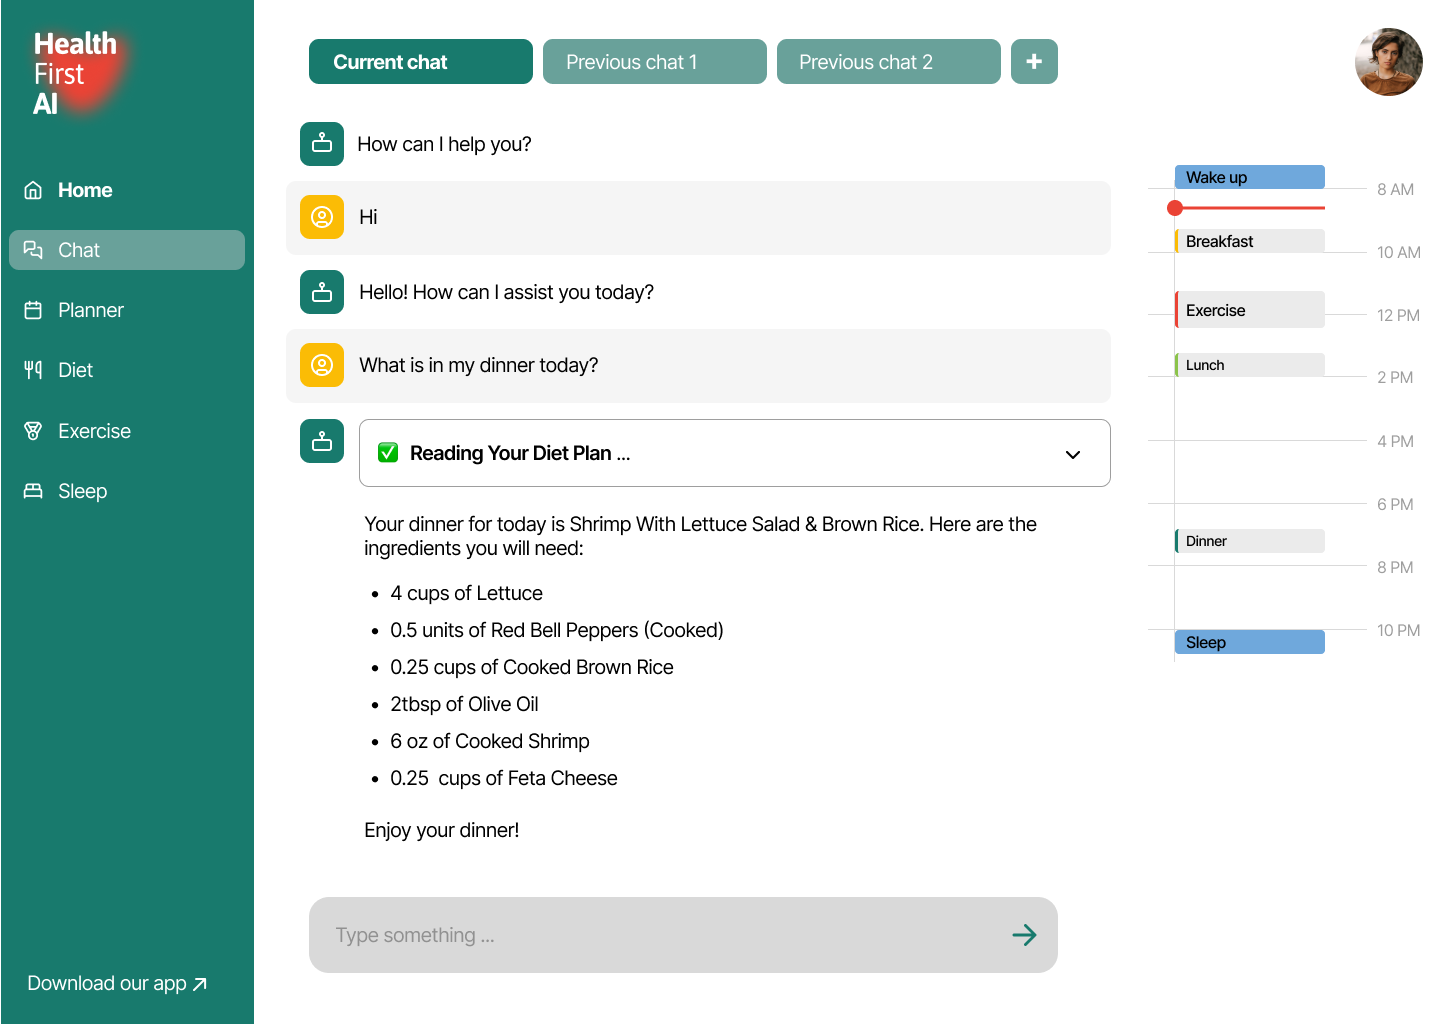 Health
First
AI
Home
Chat
Planner
Diet
Exercise
Sleep
Download our app
Current chat
Previous chat 1
Previous chat 2
How can I help you?
Hi
Hello! How can I assist you today?
What is in my dinner today?
Reading Your Diet Plan ...
Your dinner for today is Shrimp With Lettuce Salad & Brown Rice. Here are the
ingredients you will need:
4 cups of Lettuce
0.5 units of Red Bell Peppers (Cooked)
0.25 cups of Cooked Brown Rice
2tbsp of Olive Oil
6 oz of Cooked Shrimp
0.25  cups of Feta Cheese
Enjoy your dinner!
Type something ...
Wake up
8 AM
Breakfast
10 AM
Exercise
12 PM
Lunch
2 PM
4 PM
6 PM
Dinner
8 PM
10 PM
Sleep